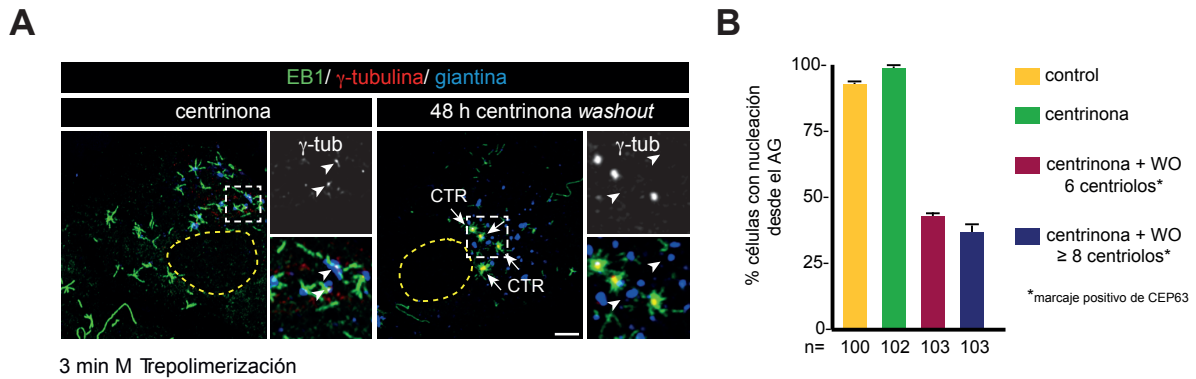 A
EB1/ γ-tubulina/ giantina
centrinona
48 h centrinona washout
γ-tub
γ-tub
CTR
CTR
3 min M Trepolimerización
B
% células con nucleación
desde el AG
100-
75-
50-
25-
0-
n= 100 102 103 103
control
centrinona
centrinona + WO
6 centriolos*
centrinona + WO
≥ 8 centriolos*
*marcaje positivo de CEP63